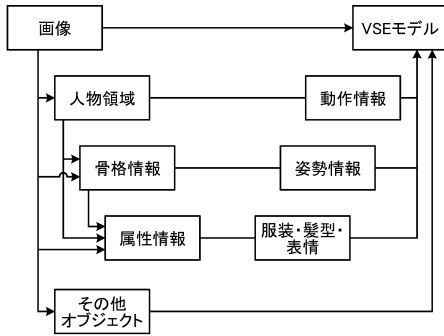 画像
VSEモデル
人物領域
動作情報
骨格情報
姿勢情報
属性情報
服装・髪型・
表情
その他
オブジェクト